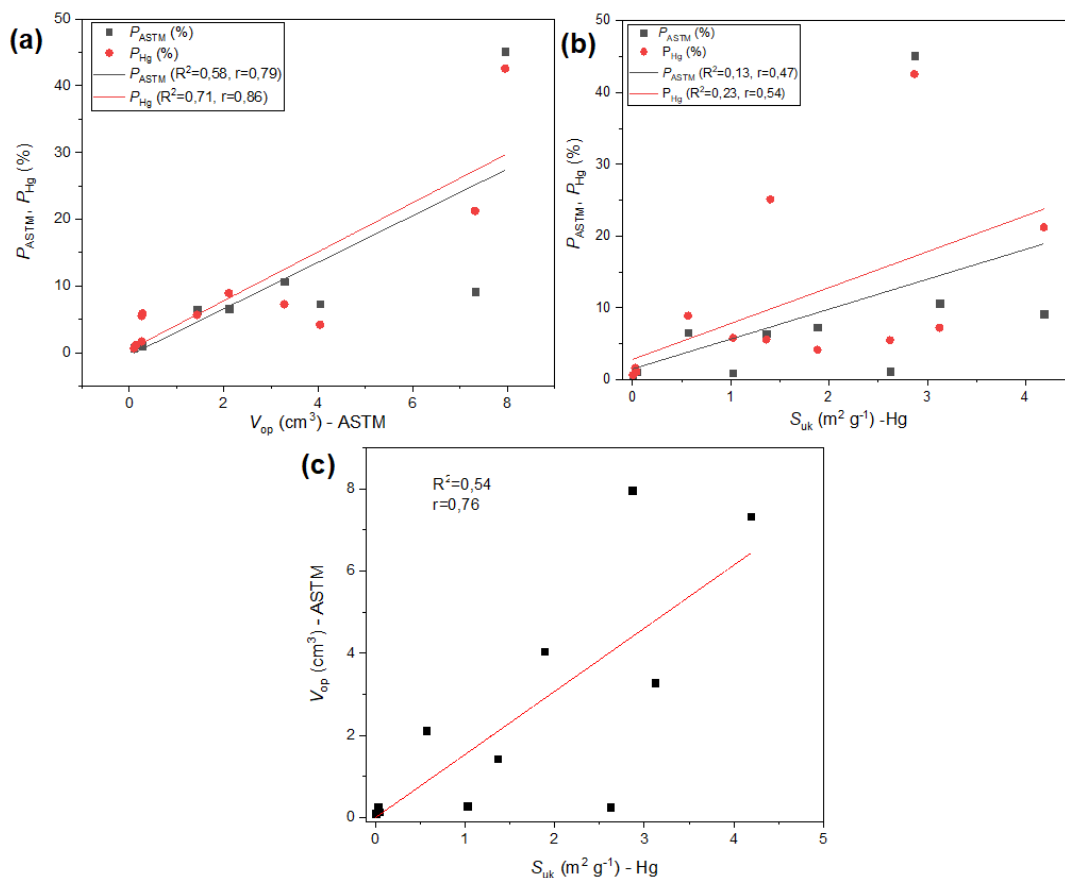 (a)
P_ASTM (%)
P_Hg (%)
P_ASTM (R²=0,58, r=0,79)
P_Hg (R²=0,71, r=0,86)
P_ASTM, P_Hg (%)
50
40
30
20
10
0
0 2 4 6 8
V_op (cm³) - ASTM
(b)
P_ASTM (%)
P_Hg (%)
P_ASTM (R²=0,13, r=0,47)
P_Hg (R²=0,23, r=0,54)
P_ASTM, P_Hg (%)
50
40
30
20
10
0
0 1 2 3 4
S_uk (m² g⁻¹) -Hg
(c)
R²=0,54
r=0,76
V_op (cm³) - ASTM
8
6
4
2
0
0 1 2 3 4 5
S_uk (m² g⁻¹) - Hg